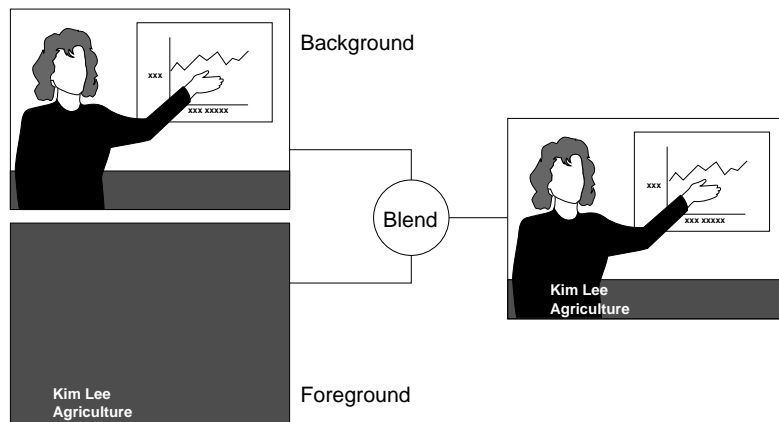 Background
xxx
xxx xxxxx
Blend
xxx
xxx xxxxx
Kim Lee
Agriculture
Kim Lee
Agriculture
Foreground